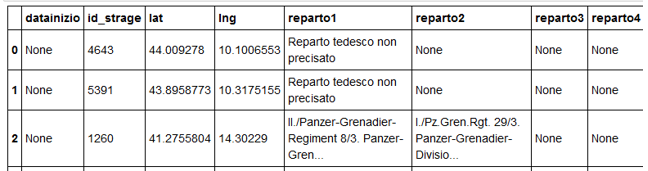 datainizio id_strage lat lng reparto1 reparto2 reparto3 reparto4
0 None 4643 44.009278 10.1006553 Reparto tedesco non precisato None None None
1 None 5391 43.8958773 10.3175155 Reparto tedesco non precisato None None None
2 None 1260 41.2755804 14.30229 II./Panzer-Grenadier-Regiment 8/3. Panzer-Gren... I./Pz.Gren.Rgt. 29/3. Panzer-Grenadier-Divisio... None None